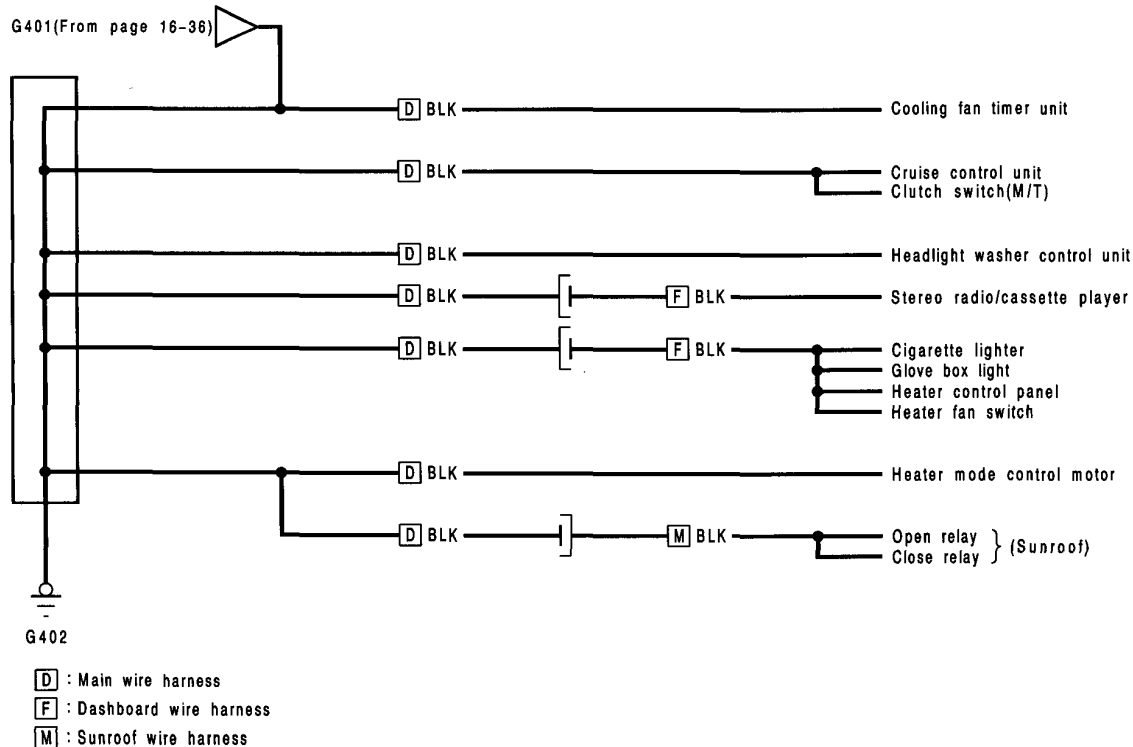 G401(From page 16-36)
D BLK Cooling fan timer unit
D BLK Cruise control unit
Clutch switch(M/T)
D BLK Headlight washer control unit
D BLK F BLK Stereo radio/cassette player
D BLK F BLK Cigarette lighter
Glove box light
Heater control panel
Heater fan switch
D BLK Heater mode control motor
D BLK M BLK Open relay
Close relay } (Sunroof)
G402
D : Main wire harness
F : Dashboard wire harness
M : Sunroof wire harness